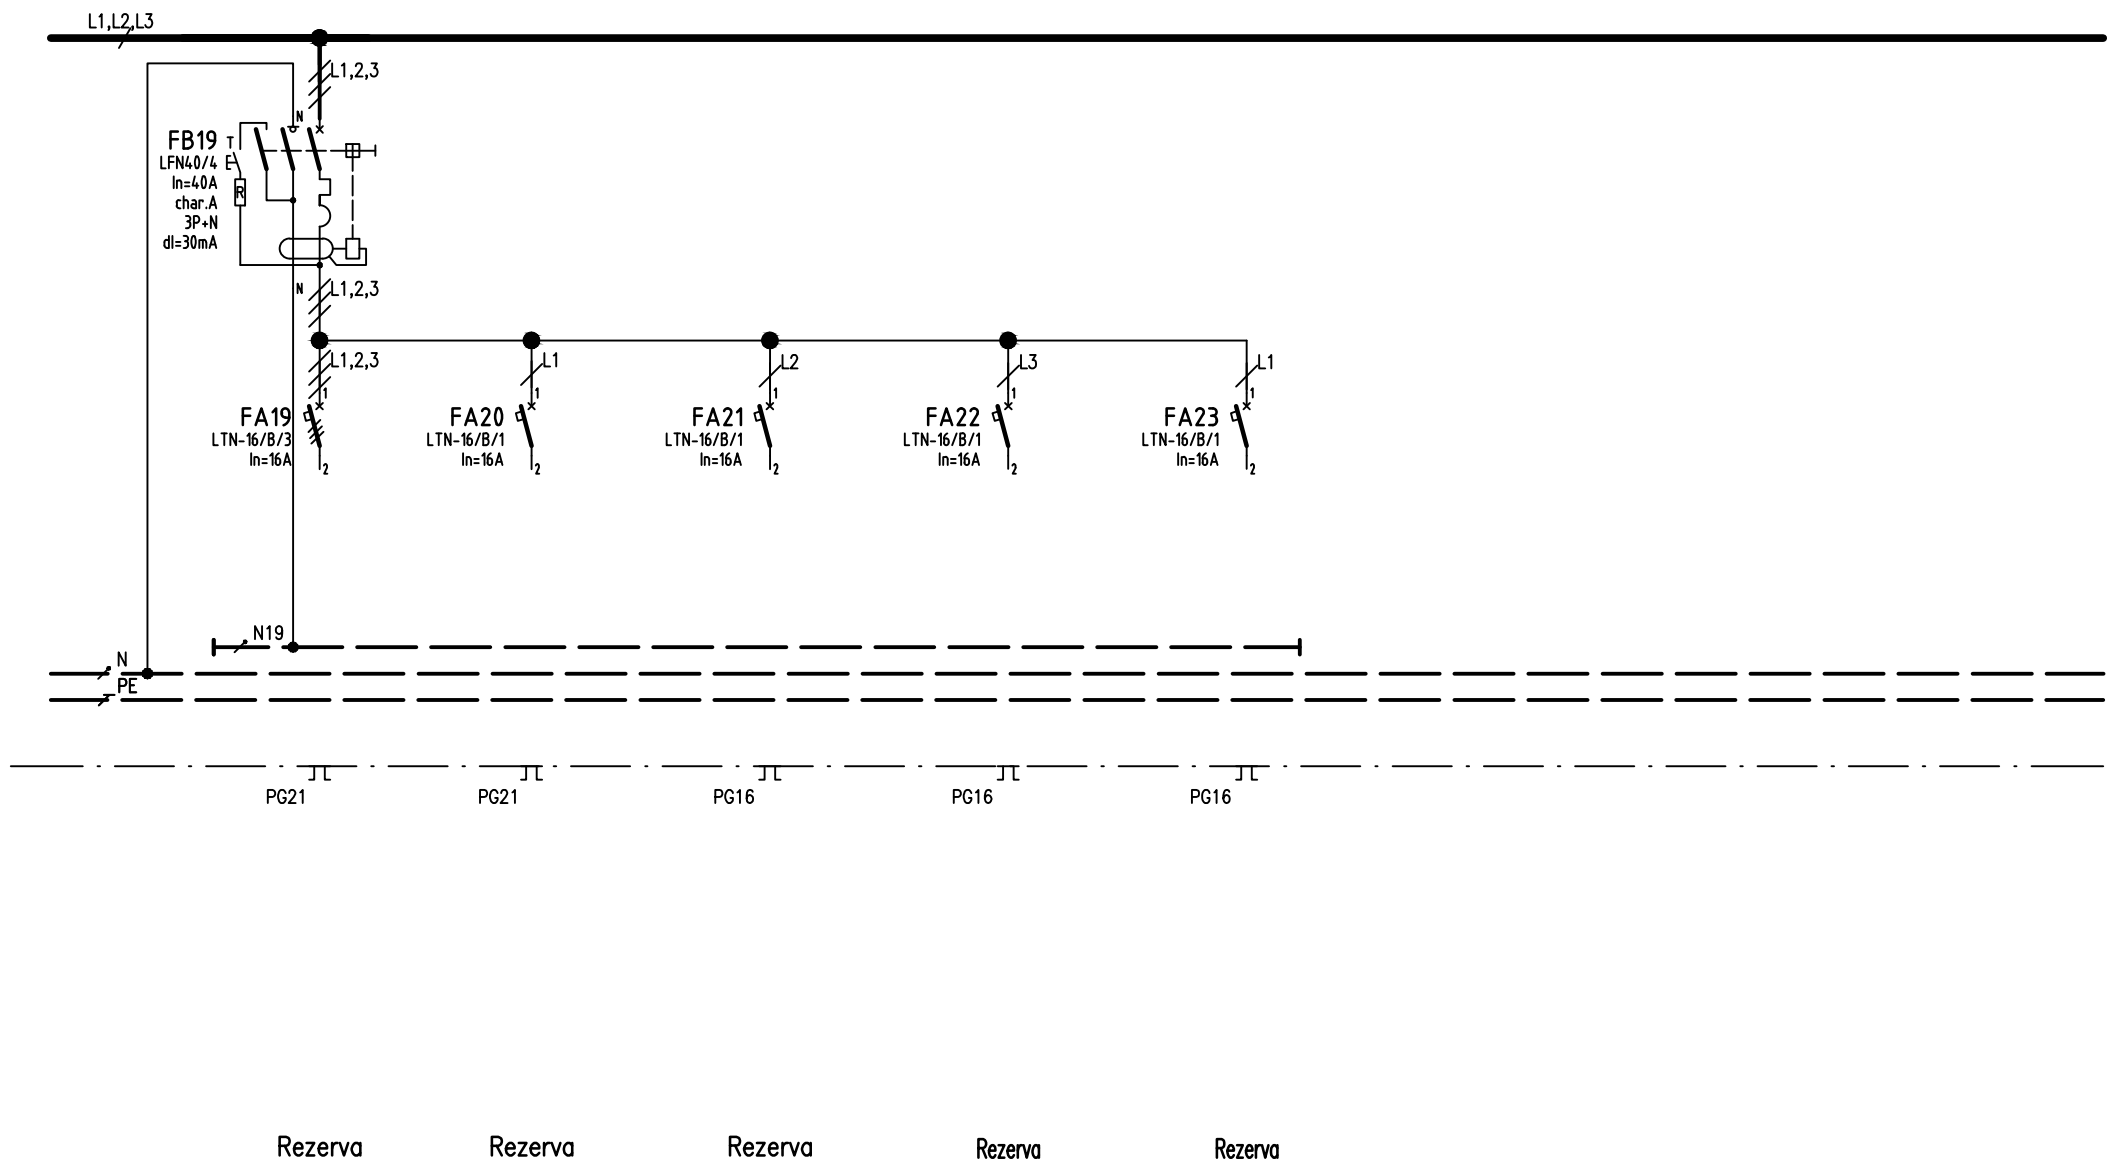 L1,L2,L3
L1,2,3
N
FB19
T
LFN40/4
E
In=40A
R
char.A
3P+N
dI=30mA
N
L1,2,3
L1,2,3
L1
L2
L3
L1
1
1
1
1
1
FA19
FA20
FA21
FA22
FA23
LTN-16/B/3
LTN-16/B/1
LTN-16/B/1
LTN-16/B/1
LTN-16/B/1
In=16A
In=16A
In=16A
In=16A
In=16A
2
2
2
2
2
N19
N
PE
PG21
PG21
PG16
PG16
PG16
Rezerva
Rezerva
Rezerva
Rezerva
Rezerva